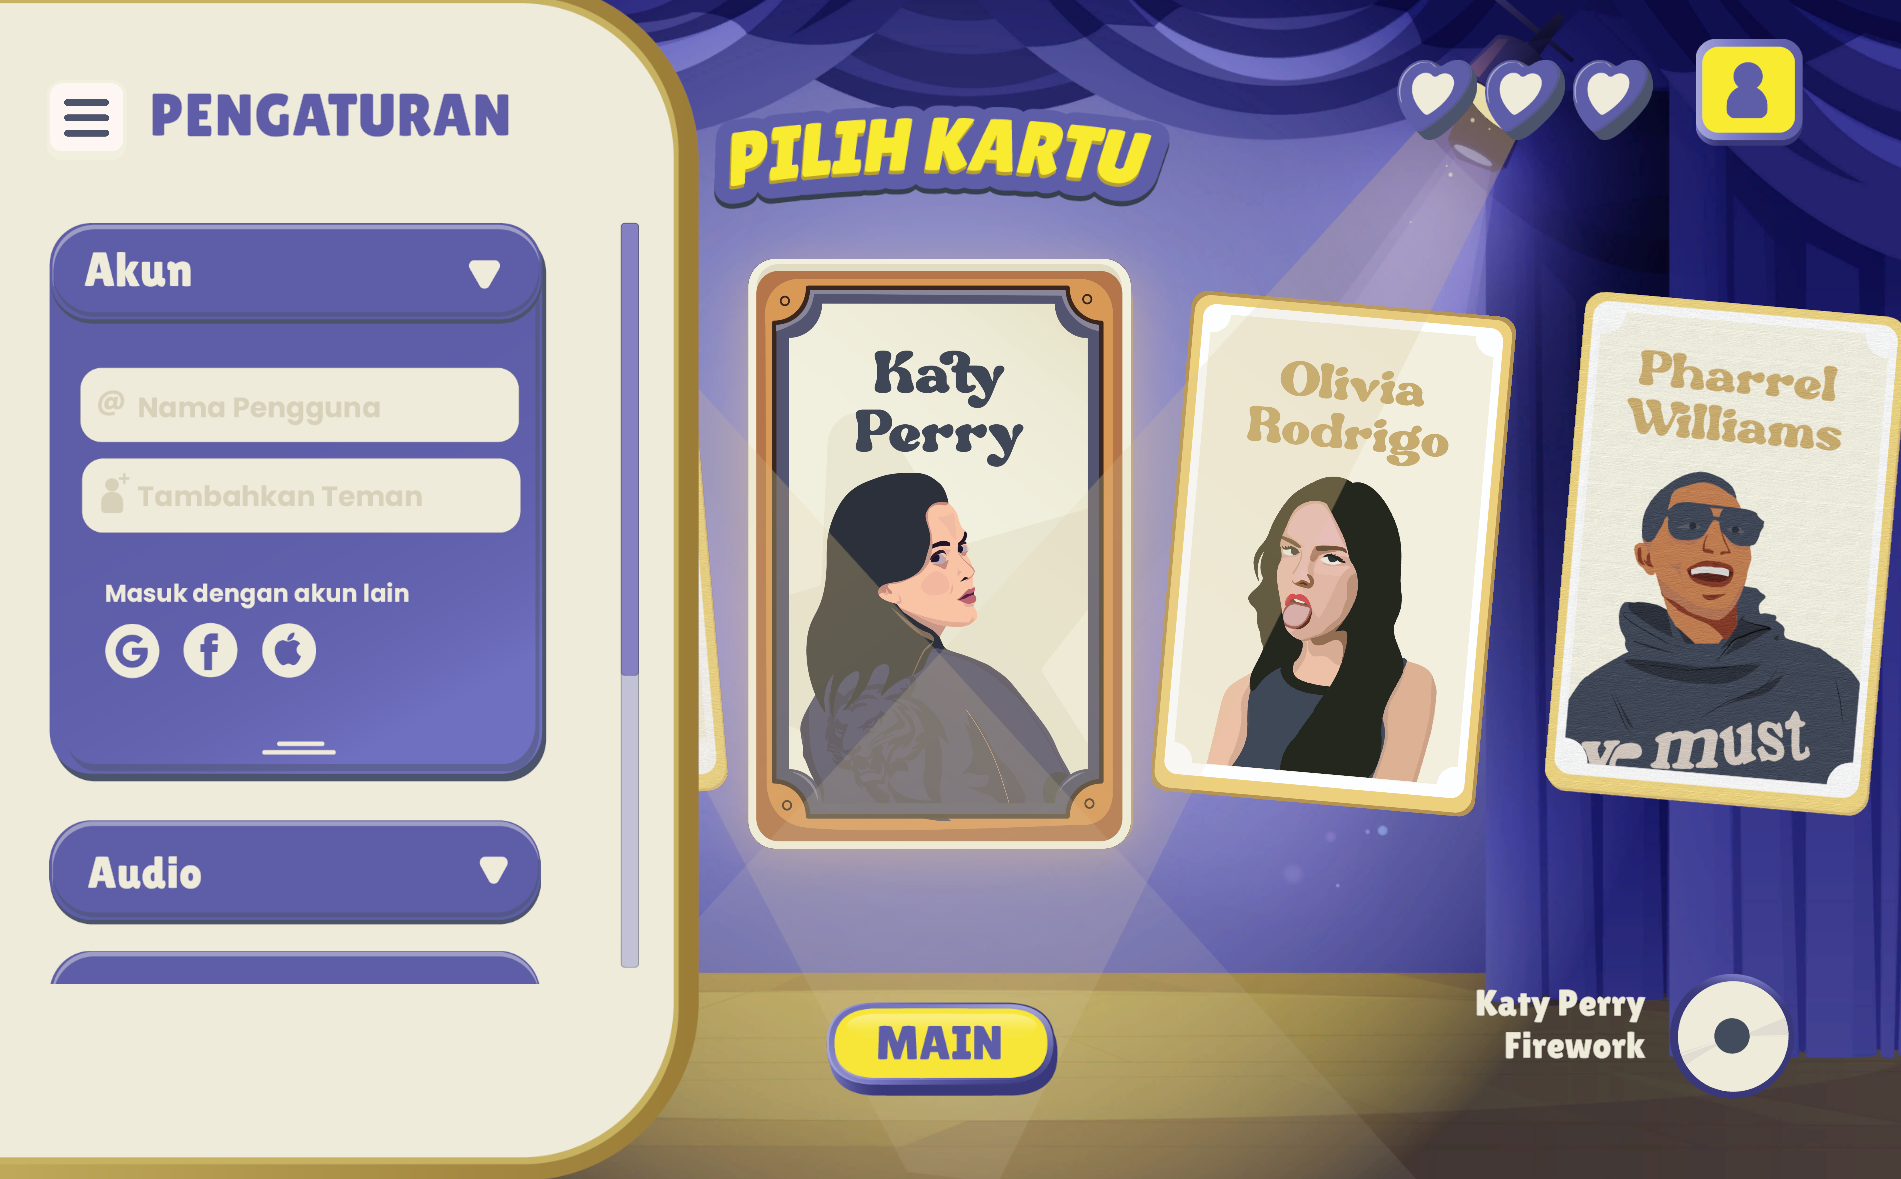 PENGATURAN
Akun
@ Nama Pengguna
Tambahkan Teman
Masuk dengan akun lain
G f
Audio
PILIH KARTU
Katy
Perry
Olivia
Rodrigo
Pharrel
Williams
must
MAIN
Katy Perry
Firework